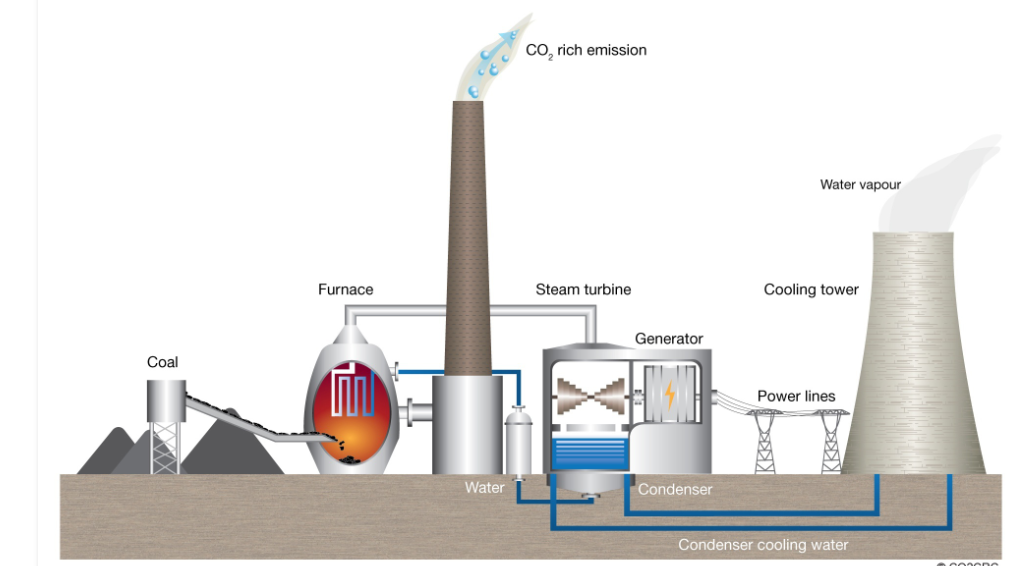 CO₂ rich emission
Water vapour
Furnace
Steam turbine
Cooling tower
Generator
Coal
Power lines
Water
Condenser
Condenser cooling water